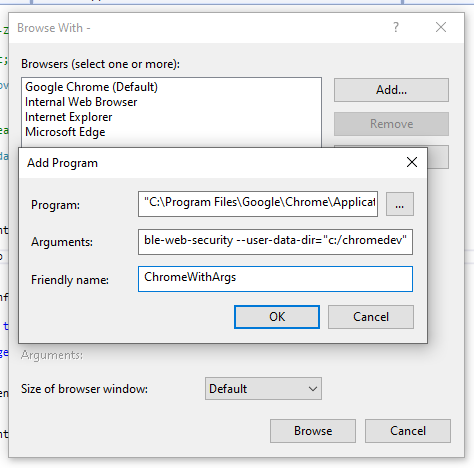 Browse With -
?
Browsers (select one or more):
Google Chrome (Default)
Internal Web Browser
Internet Explorer
Microsoft Edge
Add...
Remove
Add Program
Program:
"C:\Program Files\Google\Chrome\Applicat
...
Arguments:
ble-web-security --user-data-dir="c:/chromedev"
Friendly name:
ChromeWithArgs
OK
Cancel
Arguments:
Size of browser window:
Default
Browse
Cancel